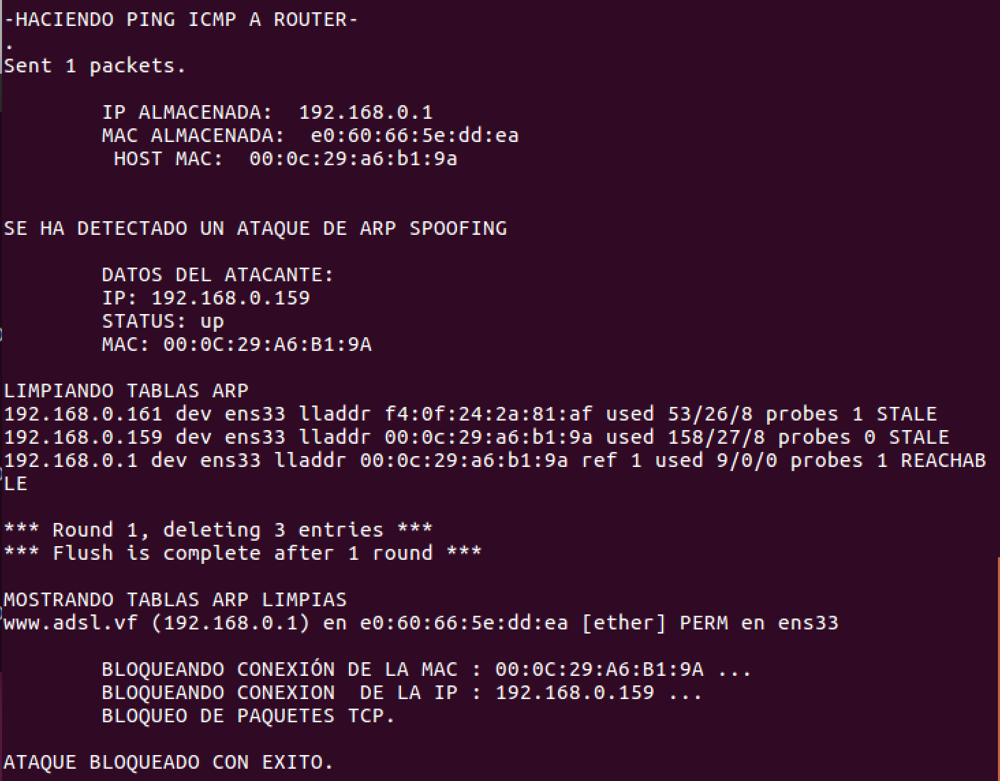 -HACIENDO PING ICMP A ROUTER-
.
Sent 1 packets.
IP ALMACENADA:  192.168.0.1
MAC ALMACENADA:  e0:60:66:5e:dd:ea
HOST MAC:  00:0c:29:a6:b1:9a
SE HA DETECTADO UN ATAQUE DE ARP SPOOFING
DATOS DEL ATACANTE:
IP: 192.168.0.159
STATUS: up
MAC: 00:0C:29:A6:B1:9A
LIMPIANDO TABLAS ARP
192.168.0.161 dev ens33 lladdr f4:0f:24:2a:81:af used 53/26/8 probes 1 STALE
192.168.0.159 dev ens33 lladdr 00:0c:29:a6:b1:9a used 158/27/8 probes 0 STALE
192.168.0.1 dev ens33 lladdr 00:0c:29:a6:b1:9a ref 1 used 9/0/0 probes 1 REACHAB
LE
*** Round 1, deleting 3 entries ***
*** Flush is complete after 1 round ***
MOSTRANDO TABLAS ARP LIMPIAS
www.adsl.vf (192.168.0.1) en e0:60:66:5e:dd:ea [ether] PERM en ens33
BLOQUEANDO CONEXIÓN DE LA MAC : 00:0C:29:A6:B1:9A ...
BLOQUEANDO CONEXION  DE LA IP : 192.168.0.159 ...
BLOQUEO DE PAQUETES TCP.
ATAQUE BLOQUEADO CON EXITO.